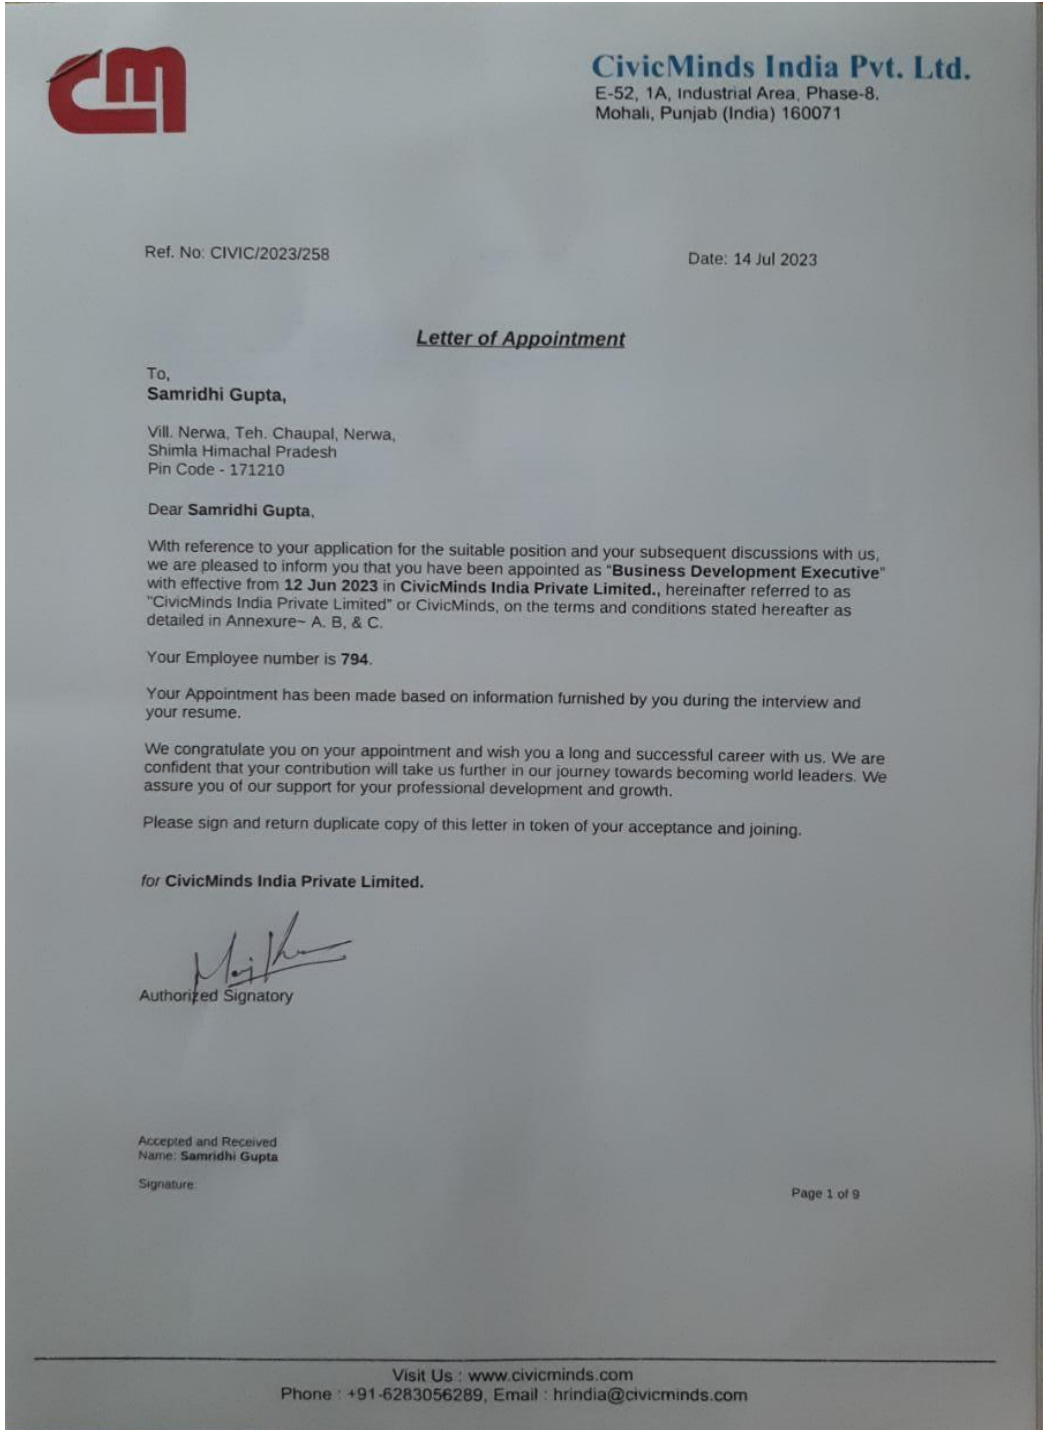 CM
CivicMinds India Pvt. Ltd.
E-52, 1A, Industrial Area, Phase-8.
Mohali, Punjab (India) 160071
Ref. No: CIVIC/2023/258
Date: 14 Jul 2023
Letter of Appointment
To,
Samridhi Gupta,
Vill. Nerwa, Teh. Chaupal, Nerwa,
Shimla Himachal Pradesh
Pin Code - 171210
Dear Samridhi Gupta,
With reference to your application for the suitable position and your subsequent discussions with us,
we are pleased to inform you that you have been appointed as "Business Development Executive"
with effective from 12 Jun 2023 in CivicMinds India Private Limited., hereinafter referred to as
"CivicMinds India Private Limited" or CivicMinds, on the terms and conditions stated hereafter as
detailed in Annexure~ A. B, & C.
Your Employee number is 794.
Your Appointment has been made based on information furnished by you during the interview and
your resume.
We congratulate you on your appointment and wish you a long and successful career with us. We are
confident that your contribution will take us further in our journey towards becoming world leaders. We
assure you of our support for your professional development and growth.
Please sign and return duplicate copy of this letter in token of your acceptance and joining.
for CivicMinds India Private Limited.
Authorized Signatory
Accepted and Received
Name: Samridhi Gupta
Signature:
Page 1 of 9
Visit Us : www.civicminds.com
Phone : +91-6283056289, Email : hrindia@civicminds.com